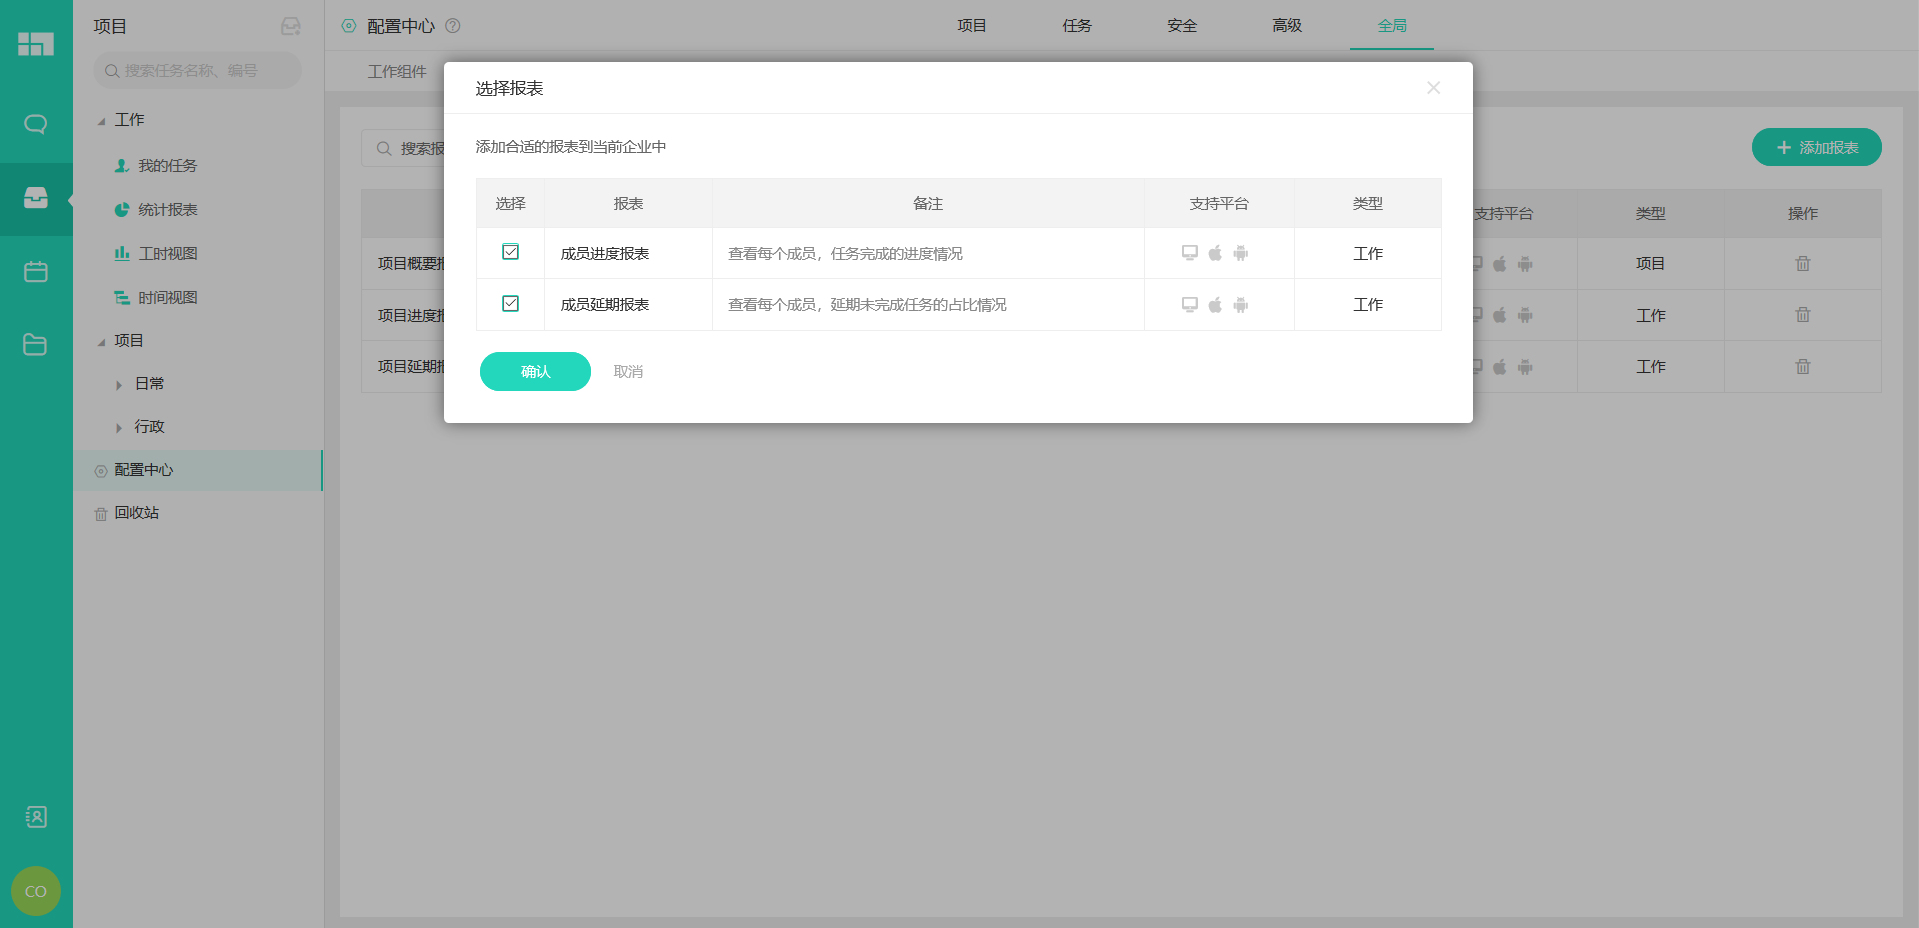 项目
搜索任务名称、编号
工作
我的任务
统计报表
工时视图
时间视图
项目
日常
行政
配置中心
回收站
CO
配置中心
项目 任务 安全 高级 全局
工作组件
选择报表
添加合适的报表到当前企业中
选择 报表 备注 支持平台 类型
成员进度报表 查看每个成员，任务完成的进度情况 工作
成员延期报表 查看每个成员，延期未完成任务的占比情况 工作
确认 取消
搜索报
添加报表
支持平台 类型 操作
项目概要 项目
项目进度 工作
项目延期 工作